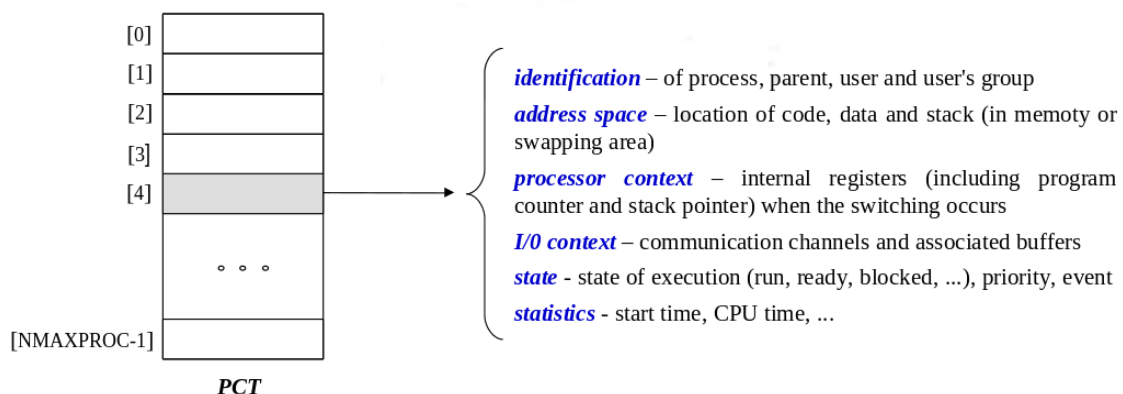 [0]
[1]
[2]
[3]
[4]
[NMAXPROC-1]
PCT
identification – of process, parent, user and user's group
address space – location of code, data and stack (in memoty or
swapping area)
processor context – internal registers (including program
counter and stack pointer) when the switching occurs
I/0 context – communication channels and associated buffers
state - state of execution (run, ready, blocked, ...), priority, event
statistics - start time, CPU time, ...